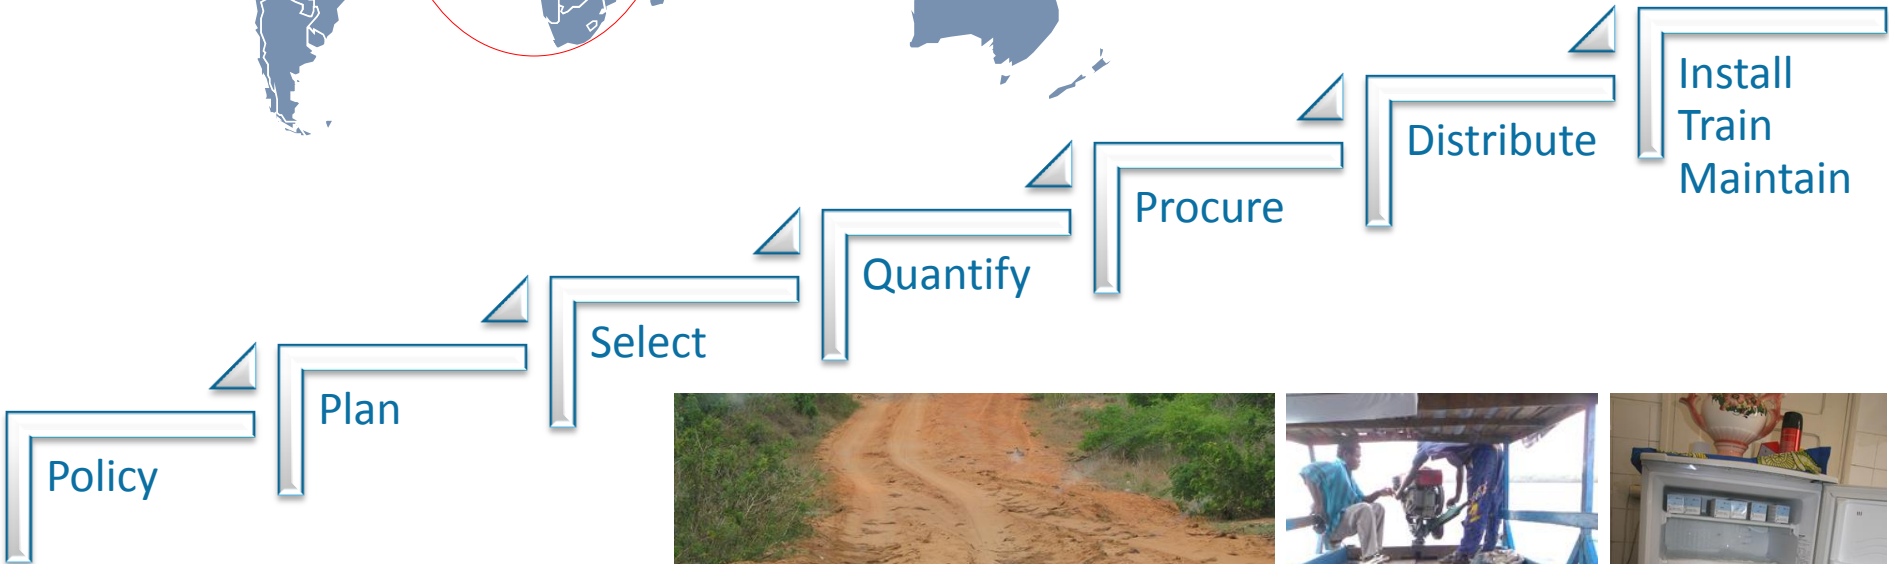 Policy
Plan
Select
Quantify
Procure
Distribute
Install
Train
Maintain